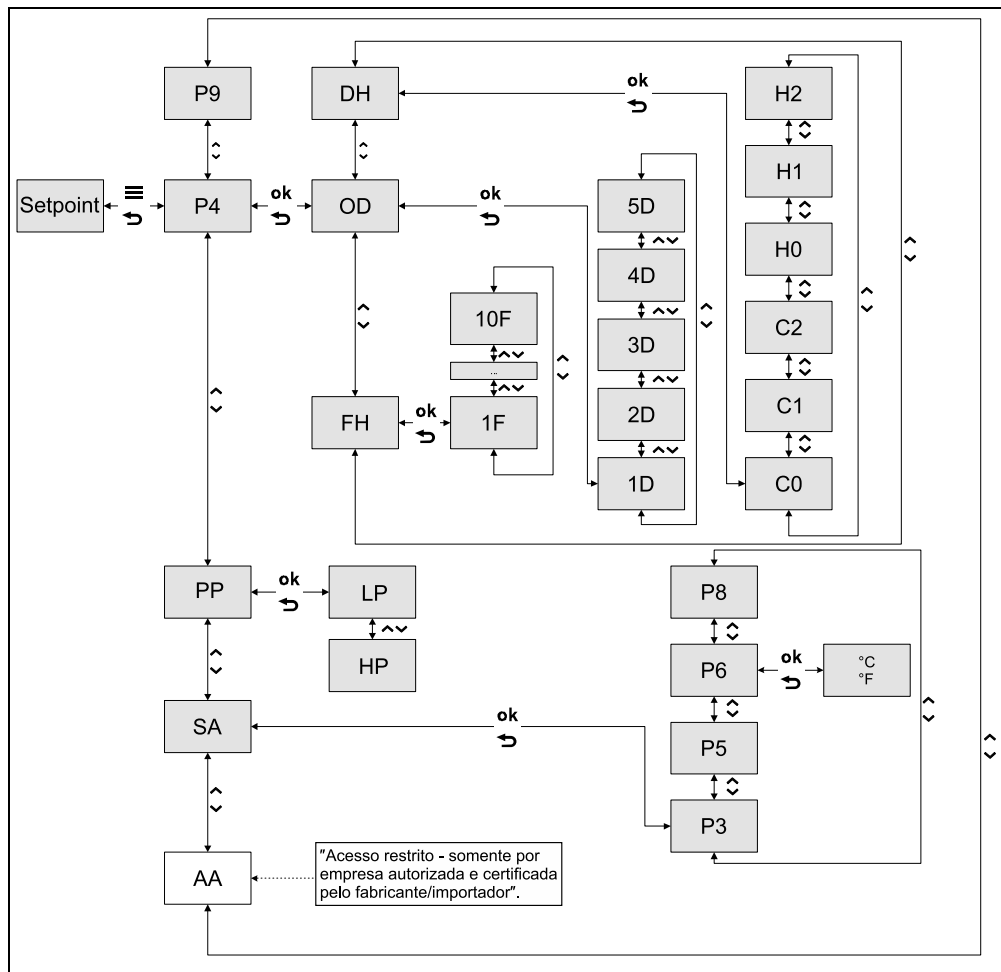 P9
DH
ok
H2
H1
Setpoint
P4
ok
OD
ok
5D
H0
4D
10F
C2
3D
...
C1
2D
FH
ok
1F
1D
C0
PP
ok
LP
P8
HP
P6
ok
°C
°F
SA
ok
P5
P3
AA
"Acesso restrito - somente por
empresa autorizada e certificada
pelo fabricante/importador".